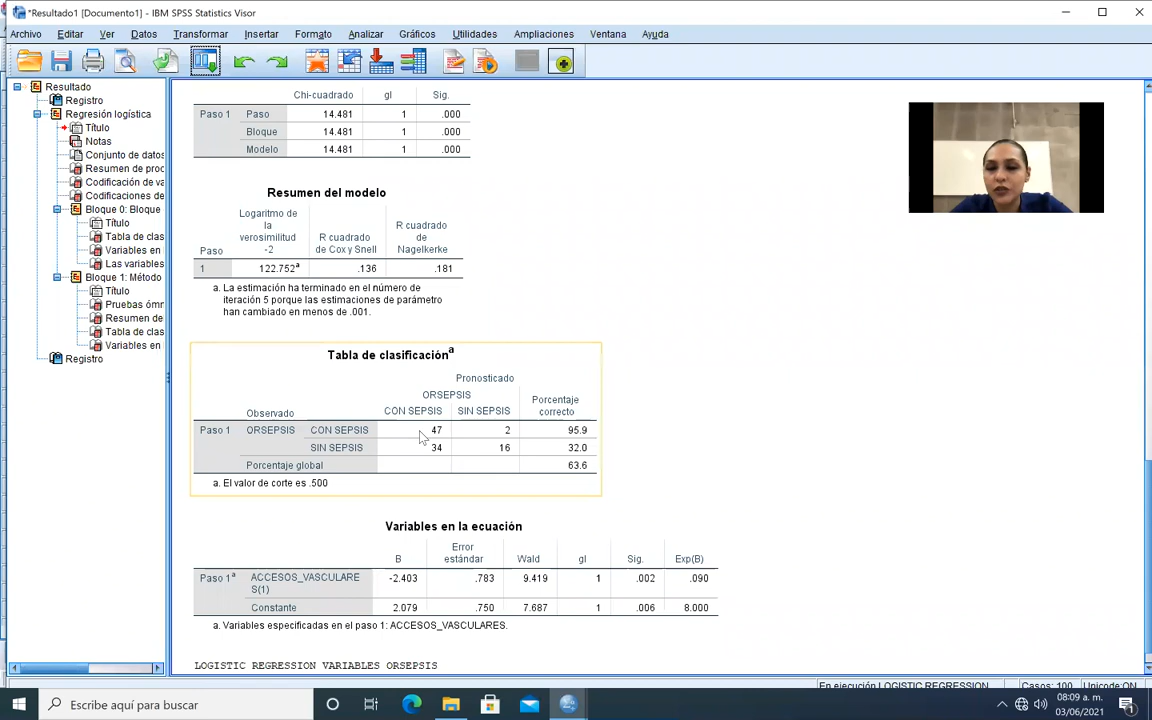 *Resultado1 [Documento1] - IBM SPSS Statistics Visor
Archivo Editar Ver Datos Transformar Insertar Formato Analizar Gráficos Utilidades Ampliaciones Ventana Ayuda
Resultado
Registro
Regresión logística
Título
Notas
Conjunto de datos
Resumen de proc
Codificación de va
Codificaciones de
Bloque 0: Bloque
Título
Tabla de clas
Variables en
Las variables
Bloque 1: Método
Título
Pruebas ómn
Resumen de
Tabla de clas
Variables en
Registro
Chi-cuadrado gl Sig.
Paso 1 Paso 14.481 1 .000
Bloque 14.481 1 .000
Modelo 14.481 1 .000
Resumen del modelo
Logaritmo de
la
verosimilitud R cuadrado R cuadrado
de
Paso -2 de Cox y Snell Nagelkerke
1 122.752a .136 .181
a. La estimación ha terminado en el número de
iteración 5 porque las estimaciones de parámetro
han cambiado en menos de .001.
Tabla de clasificacióna
Pronosticado
ORSEPSIS Porcentaje
Observado CON SEPSIS SIN SEPSIS correcto
Paso 1 ORSEPSIS CON SEPSIS 47 2 95.9
SIN SEPSIS 34 16 32.0
Porcentaje global 63.6
a. El valor de corte es .500
Variables en la ecuación
B Error estándar Wald gl Sig. Exp(B)
Paso 1a ACCESOS_VASCULARE -2.403 .783 9.419 1 .002 .090
S(1)
Constante 2.079 .750 7.687 1 .006 8.000
a. Variables especificadas en el paso 1: ACCESOS_VASCULARES.
LOGISTIC REGRESSION VARIABLES ORSEPSIS
En ejecución LOGISTIC REGRESSION Casos: 100 Unicode:ON
Escribe aquí para buscar
08:09 a. m.
03/06/2021
1